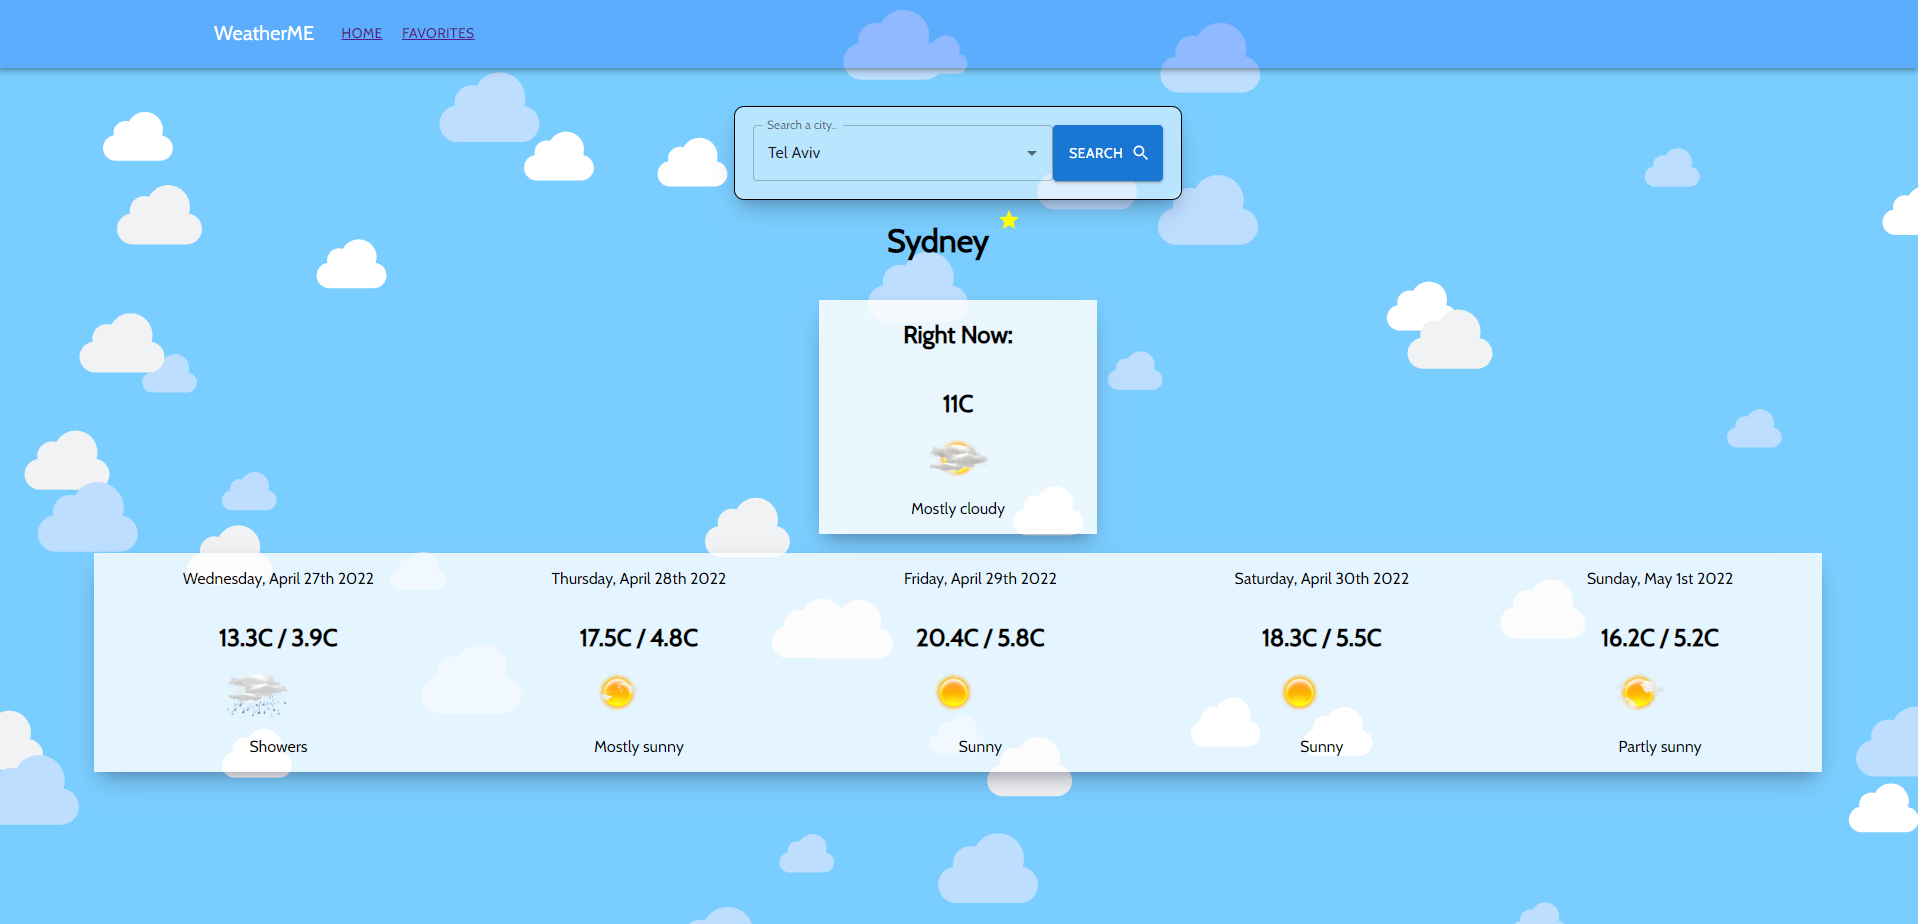 WeatherME HOME FAVORITES
Search a city..
Tel Aviv
SEARCH
Sydney
Right Now:
11C
Mostly cloudy
Wednesday, April 27th 2022
13.3C / 3.9C
Showers
Thursday, April 28th 2022
17.5C / 4.8C
Mostly sunny
Friday, April 29th 2022
20.4C / 5.8C
Sunny
Saturday, April 30th 2022
18.3C / 5.5C
Sunny
Sunday, May 1st 2022
16.2C / 5.2C
Partly sunny